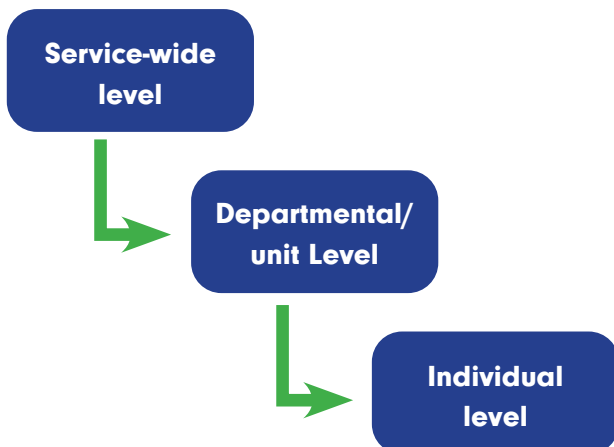 Service-wide
level
Departmental/
unit Level
Individual
level